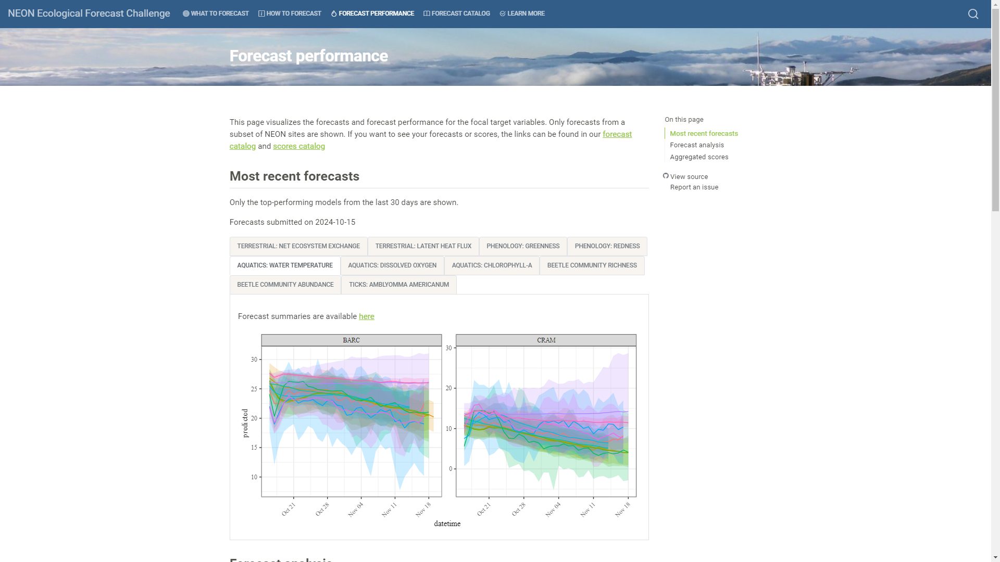 NEON Ecological Forecast Challenge WHAT TO FORECAST HOW TO FORECAST FORECAST PERFORMANCE FORECAST CATALOG LEARN MORE
Forecast performance
This page visualizes the forecasts and forecast performance for the focal target variables. Only forecasts from a
subset of NEON sites are shown. If you want to see your forecasts or scores, the links can be found in our forecast
catalog and scores catalog
On this page
Most recent forecasts
Forecast analysis
Aggregated scores
View source
Report an issue
Most recent forecasts
Only the top-performing models from the last 30 days are shown.
Forecasts submitted on 2024-10-15
TERRESTRIAL: NET ECOSYSTEM EXCHANGE TERRESTRIAL: LATENT HEAT FLUX PHENOLOGY: GREENNESS PHENOLOGY: REDNESS
AQUATICS: WATER TEMPERATURE AQUATICS: DISSOLVED OXYGEN AQUATICS: CHLOROPHYLL-A BEETLE COMMUNITY RICHNESS
BEETLE COMMUNITY ABUNDANCE TICKS: AMBLYOMMA AMERICANUM
Forecast summaries are available here
BARC CRAM
predicted
30
25
20
15
10
30
20
10
0
Oct 21 Oct 28 Nov 04 Nov 11 Nov 18 Oct 21 Oct 28 Nov 04 Nov 11 Nov 18
datetime
Forecast analysis